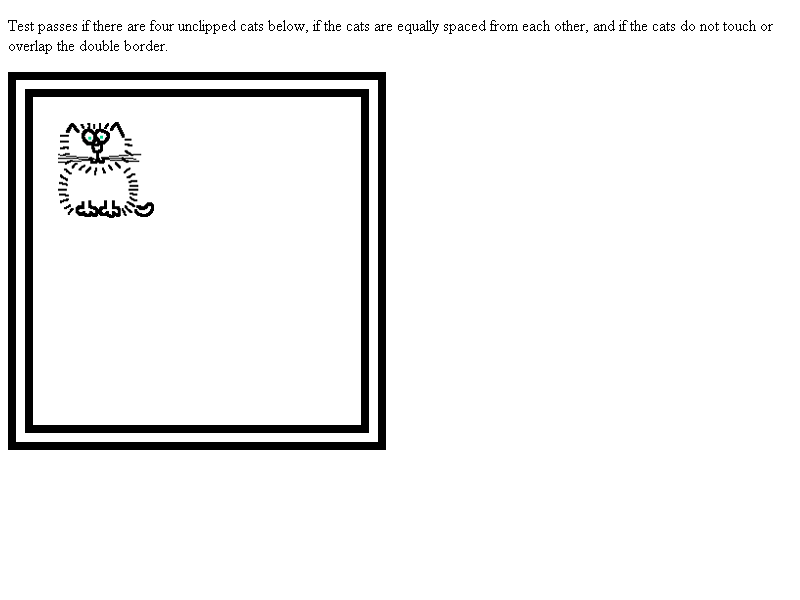 Test passes if there are four unclipped cats below, if the cats are equally spaced from each other, and if the cats do not touch or
overlap the double border.